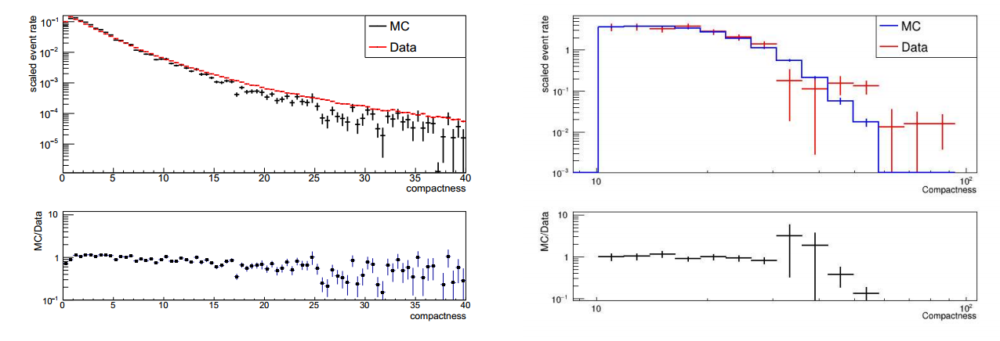 scaled event rate
10⁻¹
10⁻²
10⁻³
10⁻⁴
10⁻⁵
MC
Data
0 5 10 15 20 25 30 35 40
compactness
MC/Data
10
1
10⁻¹
0 5 10 15 20 25 30 35 40
compactness
scaled event rate
1
10⁻¹
10⁻²
10⁻³
MC
Data
10 10²
Compactness
MC/Data
10
1
10⁻¹
10 10²
Compactness